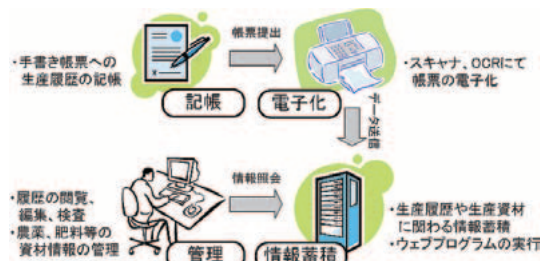 帳票提出
・手書き帳票への
生産履歴の記帳
・スキャナ、OCRにて
帳票の電子化
記帳
電子化
データ送信
情報照会
・履歴の閲覧、
編集、検査
・農薬、肥料等の
資材情報の管理
・生産履歴や生産資材
に関わる情報蓄積
・ウェブプログラムの実行
管理
情報蓄積